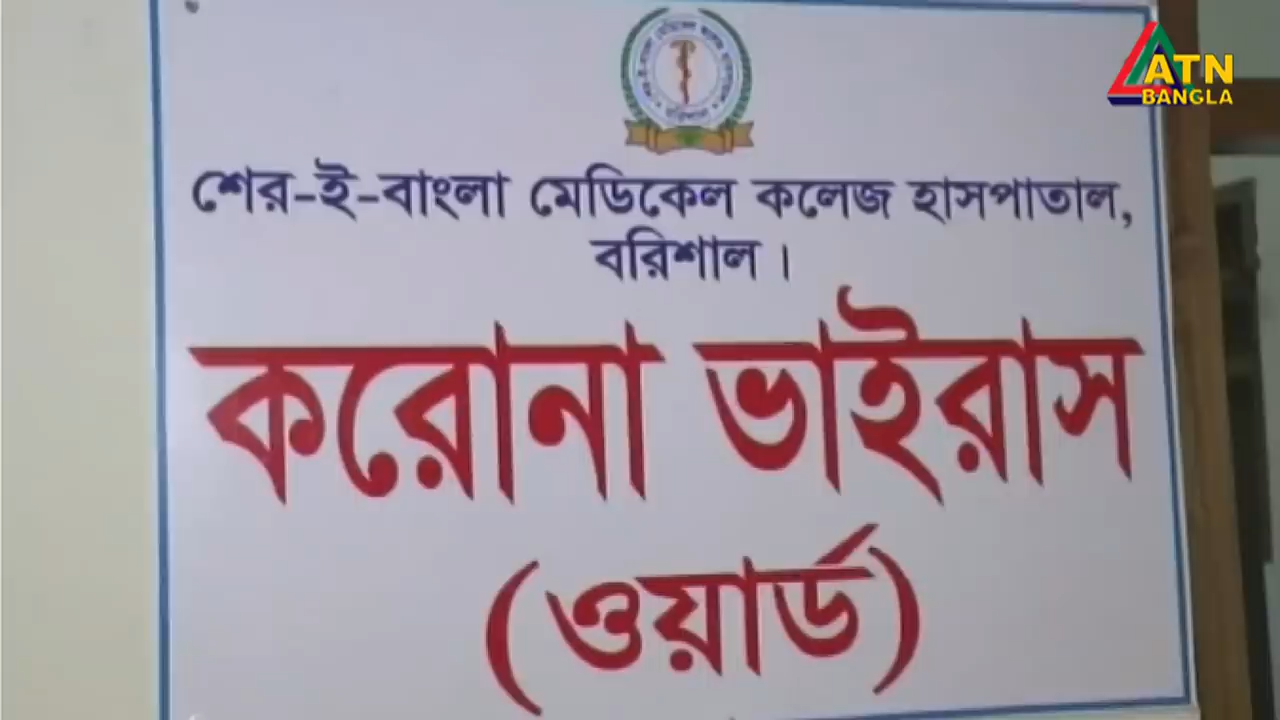 ATN
BANGLA
শের-ই-বাংলা মেডিকেল কলেজ হাসপাতাল,
বরিশাল।
করোনা ভাইরাস
(ওয়ার্ড)